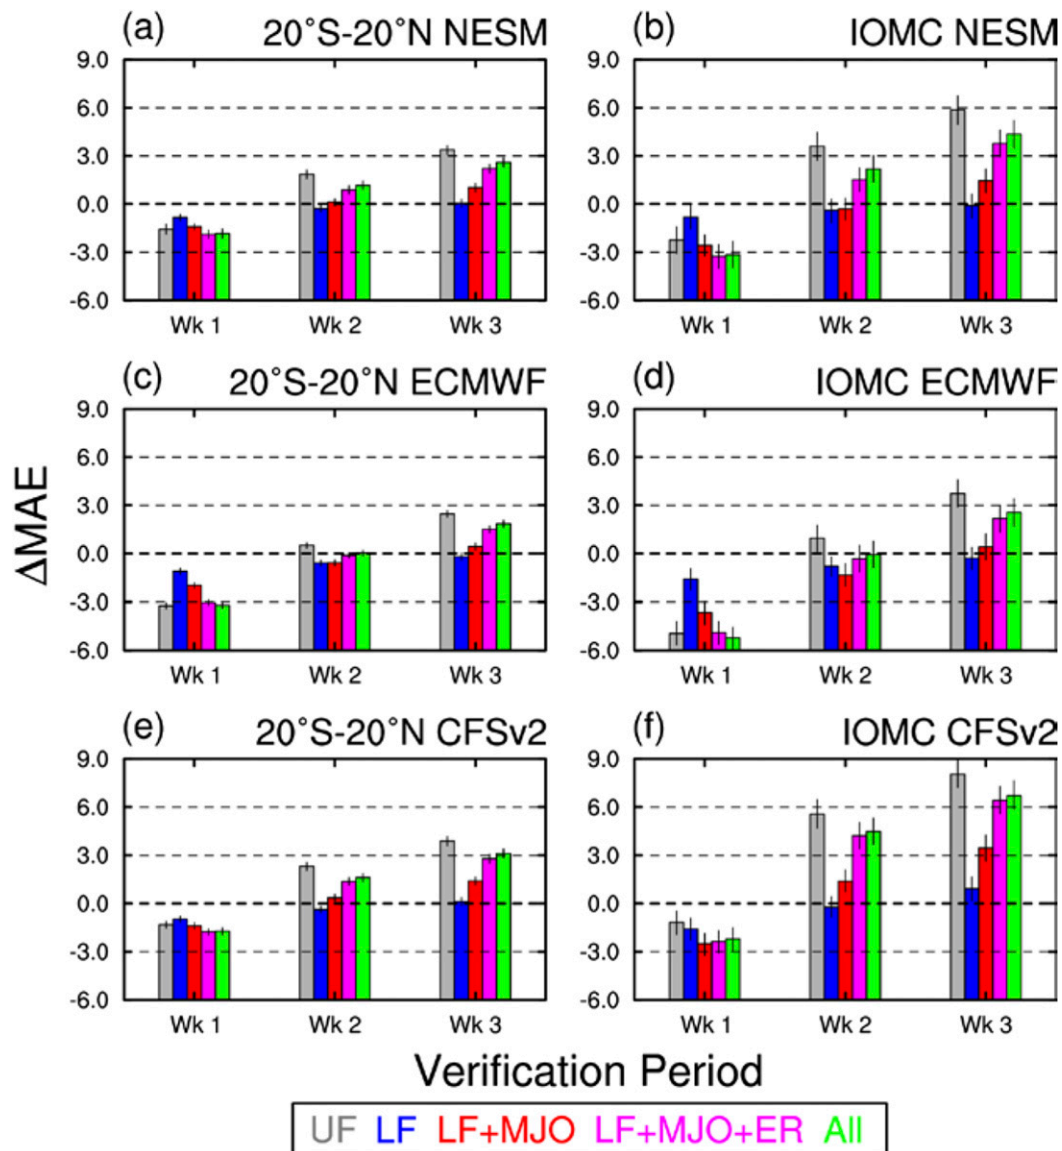 (a) 20°S-20°N NESM
9.0
6.0
3.0
0.0
-3.0
-6.0
Wk 1 Wk 2 Wk 3
(b) IOMC NESM
9.0
6.0
3.0
0.0
-3.0
-6.0
Wk 1 Wk 2 Wk 3
(c) 20°S-20°N ECMWF
9.0
6.0
3.0
0.0
-3.0
-6.0
Wk 1 Wk 2 Wk 3
(d) IOMC ECMWF
9.0
6.0
3.0
0.0
-3.0
-6.0
Wk 1 Wk 2 Wk 3
ΔMAE
(e) 20°S-20°N CFSv2
9.0
6.0
3.0
0.0
-3.0
-6.0
Wk 1 Wk 2 Wk 3
(f) IOMC CFSv2
9.0
6.0
3.0
0.0
-3.0
-6.0
Wk 1 Wk 2 Wk 3
Verification Period
UF LF LF+MJO LF+MJO+ER All